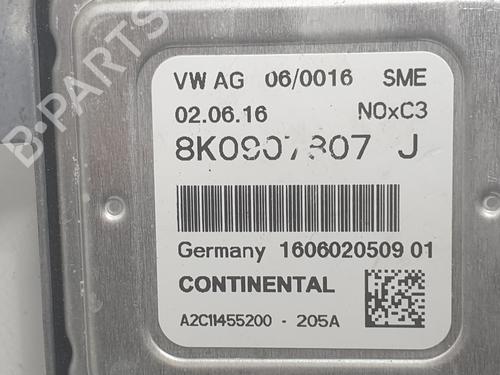 B-PARTS
VW AG 06/0016 SME
02.06.16 NOxC3
8K0907807 J
Germany 1606020509 01
CONTINENTAL
A2C11455200 - 205A